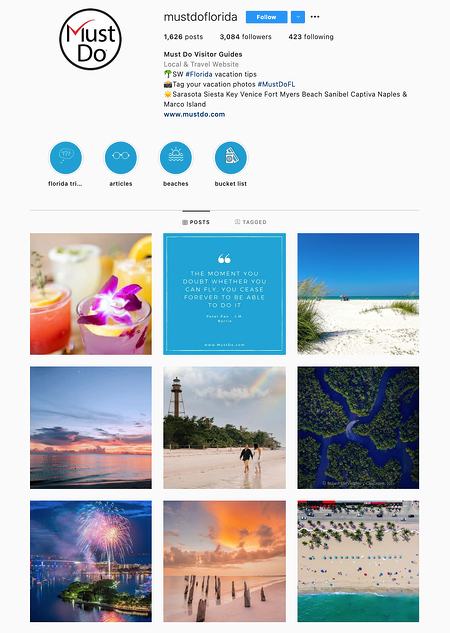 mustdoflorida Follow
1,626 posts 3,084 followers 423 following
Must Do Visitor Guides
Local & Travel Website
🌴SW #Florida vacation tips
📷Tag your vacation photos #MustDoFL
☀️Sarasota Siesta Key Venice Fort Myers Beach Sanibel Captiva Naples &
Marco Island
www.mustdo.com
Must
Do
florida tri... articles beaches bucket list
POSTS TAGGED
THE MOMENT YOU
DOUBT WHETHER YOU
CAN FLY, YOU CEASE
FOREVER TO BE ABLE
TO DO IT
Peter Pan, J.M.
Barrie
www.MustDo.com